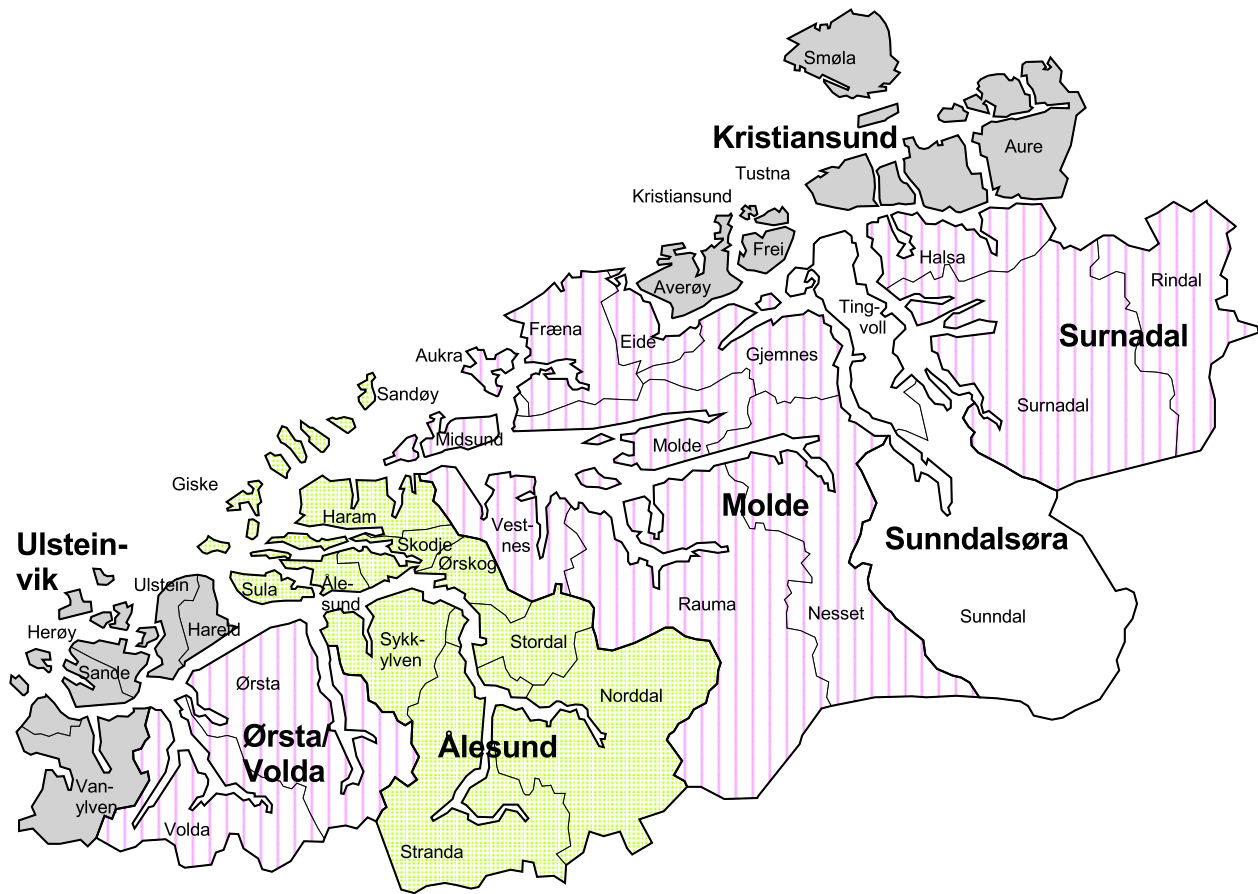 Smøla
Kristiansund
Aure
Tustna
Kristiansund
Frei
Halsa
Rindal
Averøy
Ting-
voll
Fræna
Eide
Surnadal
Aukra
Gjemnes
Sandøy
Surnadal
Midsund
Molde
Giske
Haram
Vest-
nes
Molde
Sunndalsøra
Ulstein-
vik
Skodje
Ørskog
Ulstein
Sula
Åle-
sund
Rauma
Nesset
Sunndal
Herøy
Hareid
Sykk-
ylven
Stordal
Sande
Ørsta
Norddal
Ørsta/
Volda
Ålesund
Van-
ylven
Volda
Stranda